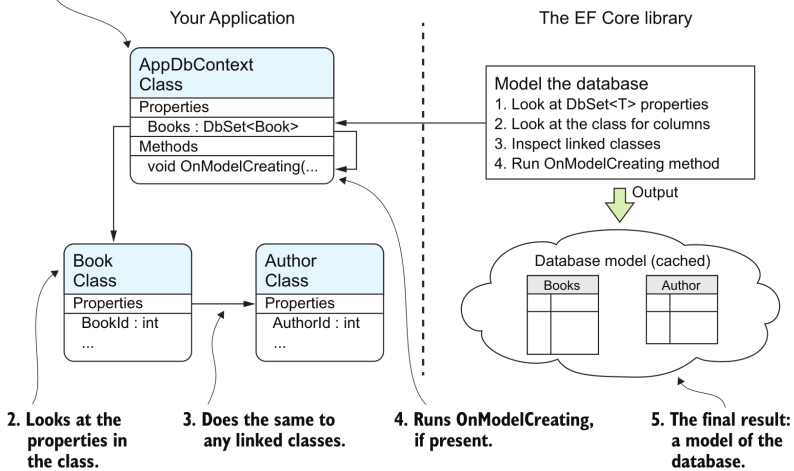 Your Application
The EF Core library
AppDbContext
Class
Properties
Books : DbSet<Book>
Methods
void OnModelCreating(...
Model the database
1. Look at DbSet<T> properties
2. Look at the class for columns
3. Inspect linked classes
4. Run OnModelCreating method
Output
Book
Class
Properties
BookId : int
...
Author
Class
Properties
AuthorId : int
...
Database model (cached)
Books
Author
2. Looks at the
properties in
the class.
3. Does the same to
any linked classes.
4. Runs OnModelCreating,
if present.
5. The final result:
a model of the
database.